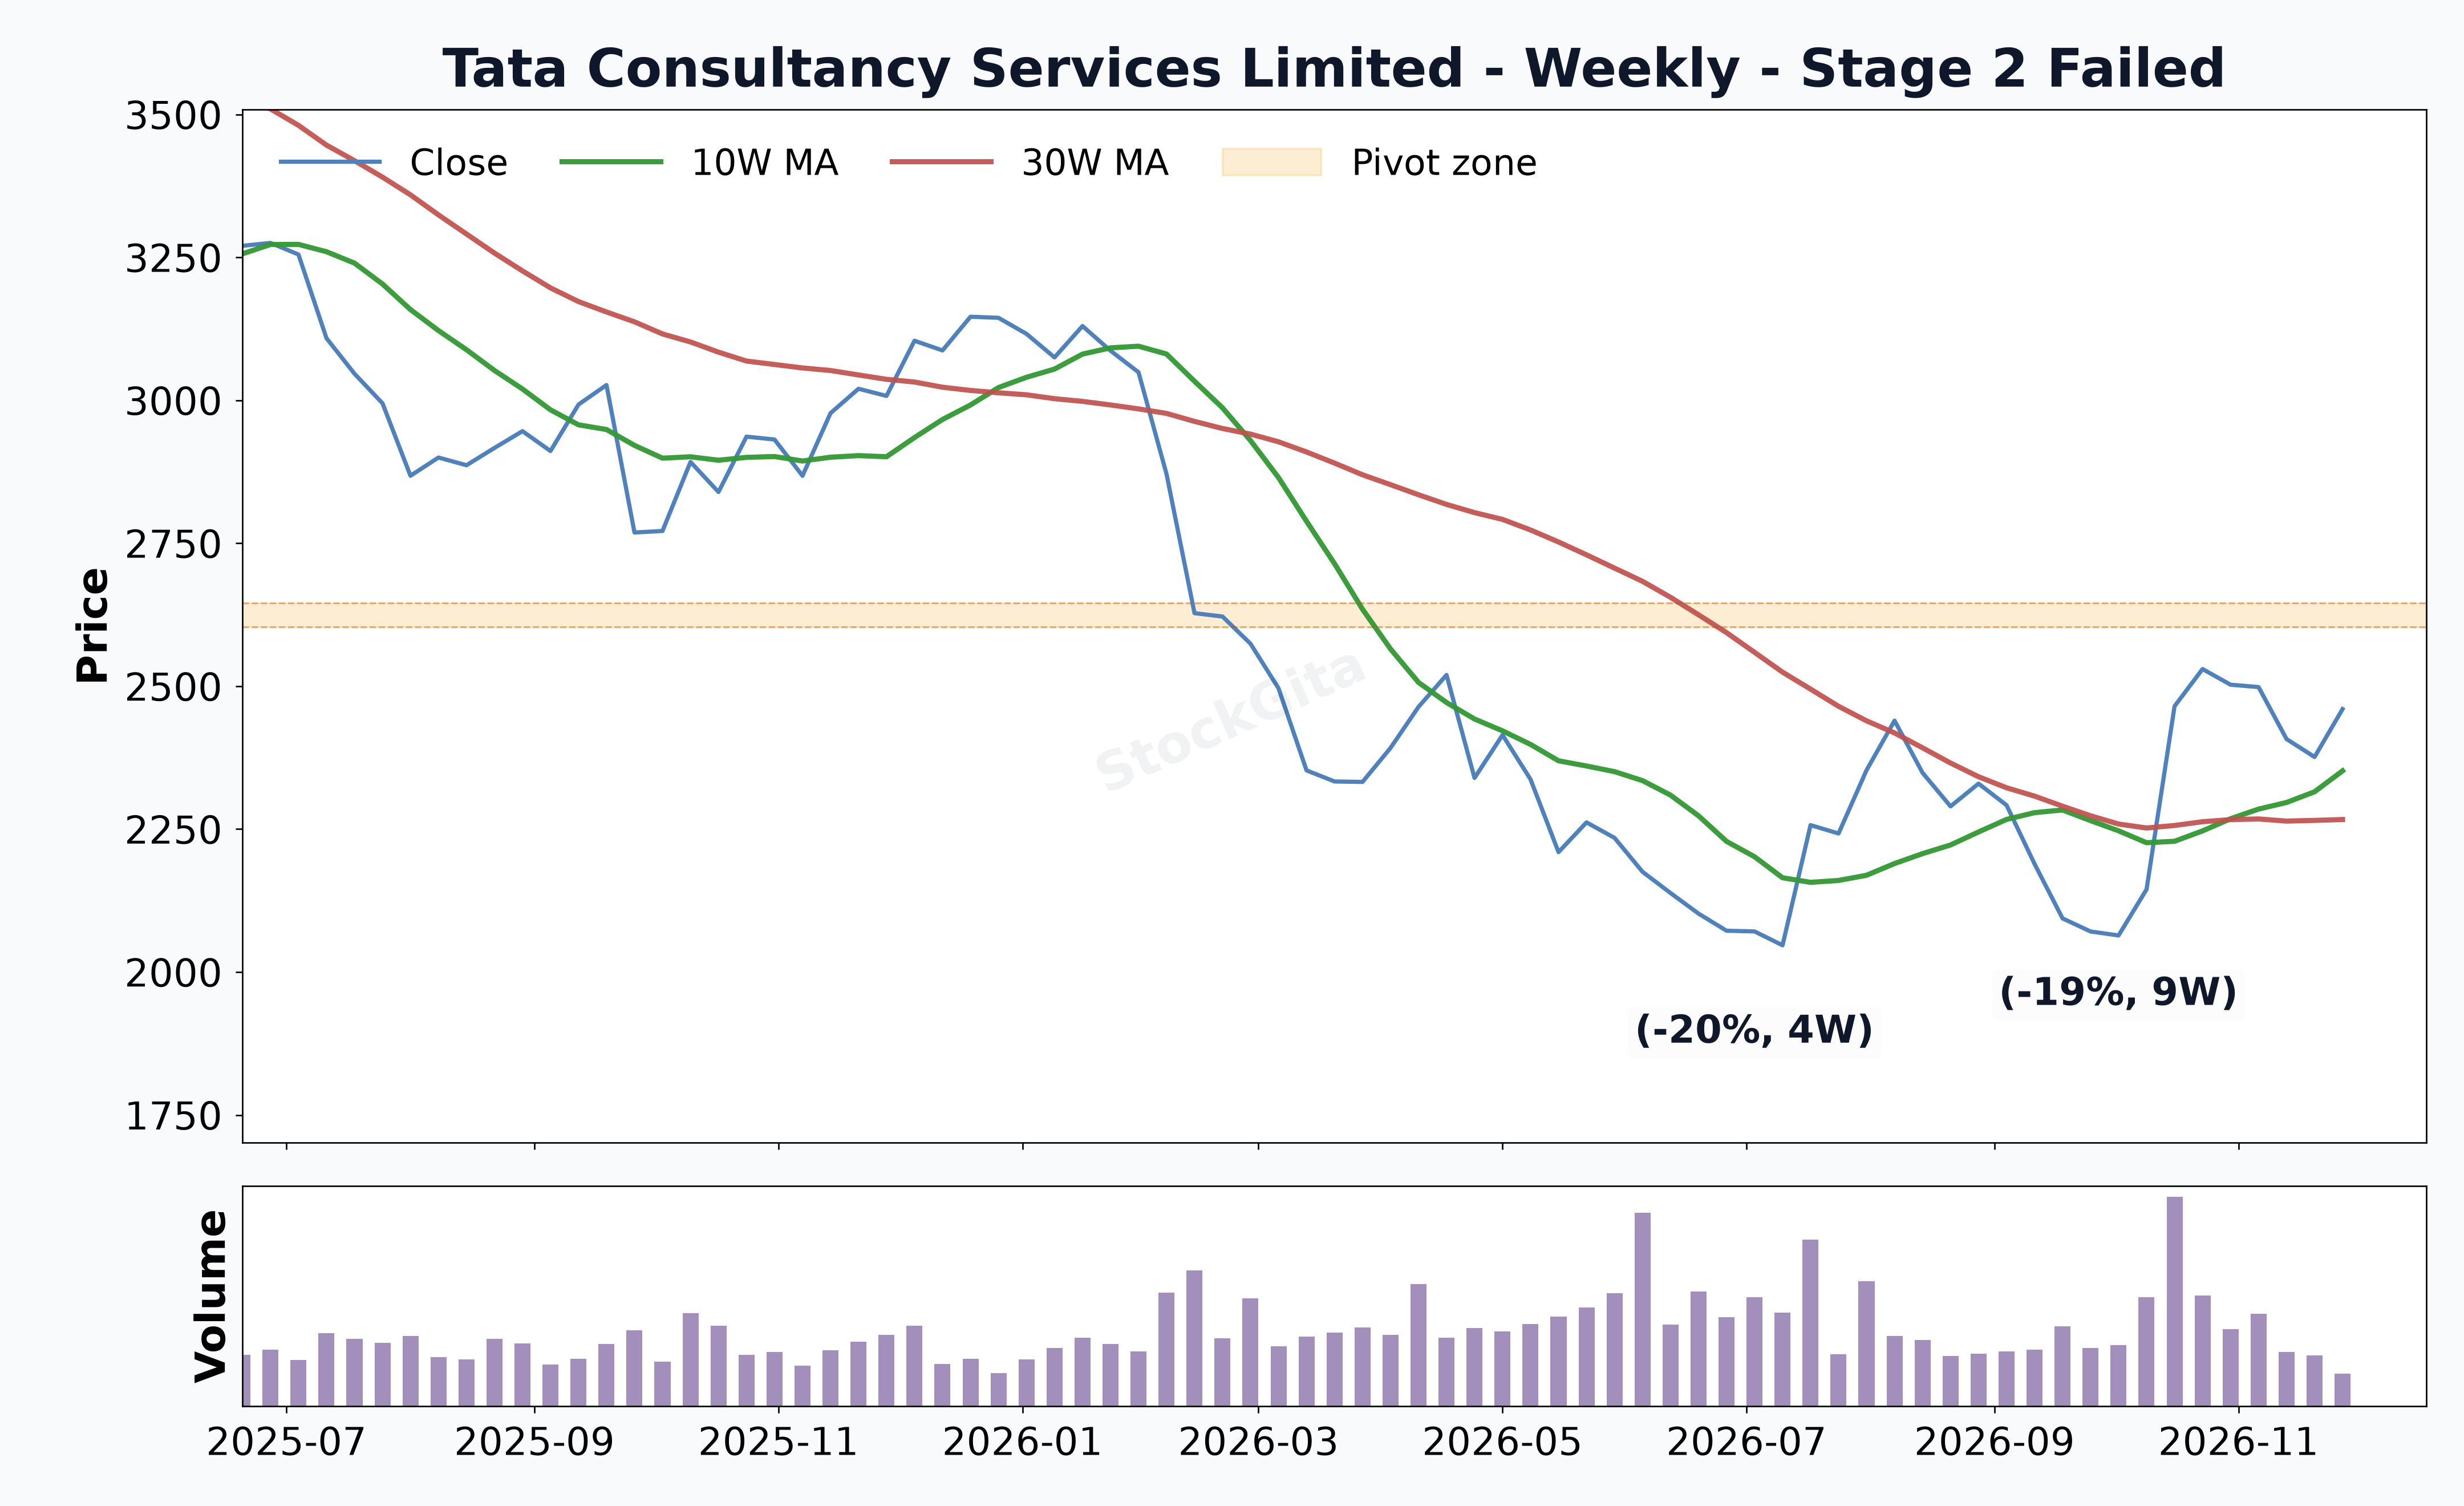 Tata Consultancy Services Limited - Weekly - Stage 2 Failed
Close 10W MA 30W MA Pivot zone
Price
3500
3250
3000
2750
2500
2250
2000
1750
StockGita
(-20%, 4W)
(-19%, 9W)
Volume
2025-07 2025-09 2025-11 2026-01 2026-03 2026-05 2026-07 2026-09 2026-11